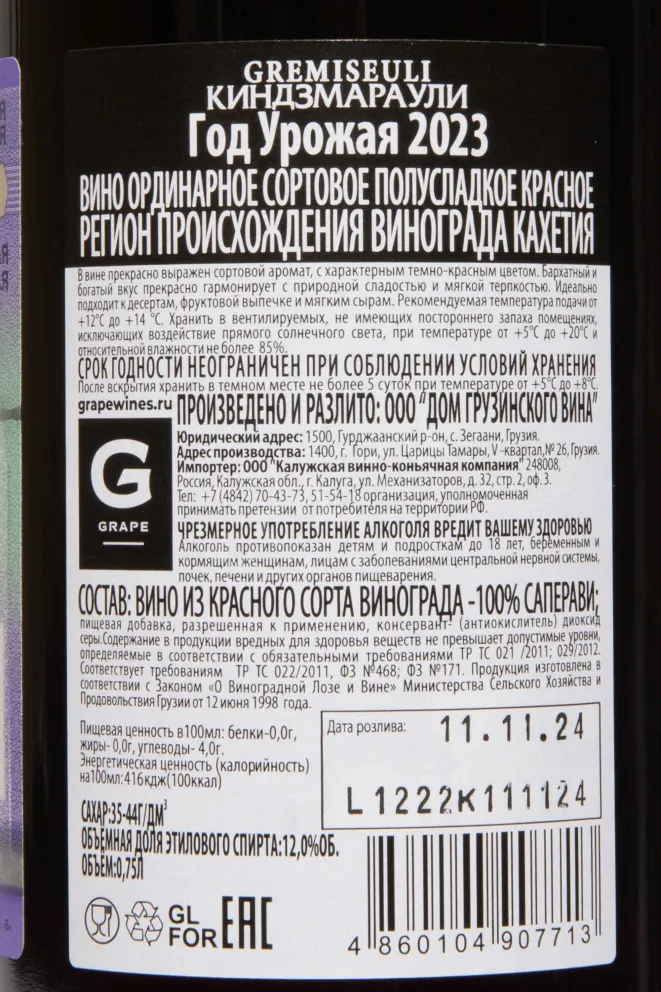 GREMISEULI
КИНДЗМАРАУЛИ
Год Урожая 2023
ВИНО ОРДИНАРНОЕ СОРТОВОЕ ПОЛУСЛАДКОЕ КРАСНОЕ
РЕГИОН ПРОИСХОЖДЕНИЯ ВИНОГРАДА КАХЕТИЯ
В вине прекрасно выражен сортовой аромат, с характерным темно-красным цветом. Бархатный и
богатый вкус прекрасно гармонирует с природной сладостью и мягкой терпкостью. Идеально
подходит к десертам, фруктовой выпечке и мягким сырам. Рекомендуемая температура подачи от
+12°С до +14 °С. Хранить в вентилируемых, не имеющих постороннего запаха помещениях,
исключающих воздействие прямого солнечного света, при температуре от +5°С до +20°С и
относительной влажности не более 85%.
СРОК ГОДНОСТИ НЕОГРАНИЧЕН ПРИ СОБЛЮДЕНИИ УСЛОВИЙ ХРАНЕНИЯ
После вскрытия хранить в темном месте не более 5 суток при температуре от +5°С до +8°С.
grapewines.ru ПРОИЗВЕДЕНО И РАЗЛИТО: ООО "ДОМ ГРУЗИНСКОГО ВИНА"
Юридический адрес: 1500, Гурджаанский р-он, с. Зегаани, Грузия.
Адрес производства: 1400, г. Гори, ул. Царицы Тамары, V -квартал,№ 26, Грузия.
Импортер: ООО "Калужская винно-коньячная компания" 248008,
Россия, Калужская обл., г. Калуга, ул. Механизаторов, д. 32, стр. 2, оф. 3.
Тел: +7 (4842) 70-43-73, 51-54-18 организация, уполномоченная
принимать претензии от потребителя на территории РФ.
G
GRAPE
ЧРЕЗМЕРНОЕ УПОТРЕБЛЕНИЕ АЛКОГОЛЯ ВРЕДИТ ВАШЕМУ ЗДОРОВЬЮ
Алкоголь противопоказан детям и подросткам до 18 лет, беременным и
кормящим женщинам, лицам с заболеваниями центральной нервной системы,
почек, печени и других органов пищеварения.
СОСТАВ: ВИНО ИЗ КРАСНОГО СОРТА ВИНОГРАДА -100% САПЕРАВИ;
пищевая добавка, разрешенная к применению, консервант- (антиокислитель) диоксид
серы.Содержание в продукции вредных для здоровья веществ не превышает допустимые уровни,
определяемые в соответствии с обязательными требованиями ТР ТС 021 /2011; 029/2012.
Соответствует требованиям ТР ТС 022/2011, ФЗ №468; ФЗ №171. Продукция изготовлена в
соответствии с Законом «О Виноградной Лозе и Вине» Министерства Сельского Хозяйства и
Продовольствия Грузии от 12 июня 1998 года.
Пищевая ценность в100мл: белки-0,0г,
жиры- 0,0г, углеводы- 4,0г.
Энергетическая ценность (калорийность)
на100мл: 416кдж(100ккал)
Дата розлива: 11.11.24
L1222K111124
САХАР:35-44Г/ДМ³
ОБЪЕМНАЯ ДОЛЯ ЭТИЛОВОГО СПИРТА:12,0%ОБ.
ОБЪЕМ:0,75Л
GL
FOR
EAC
4 860104 907713